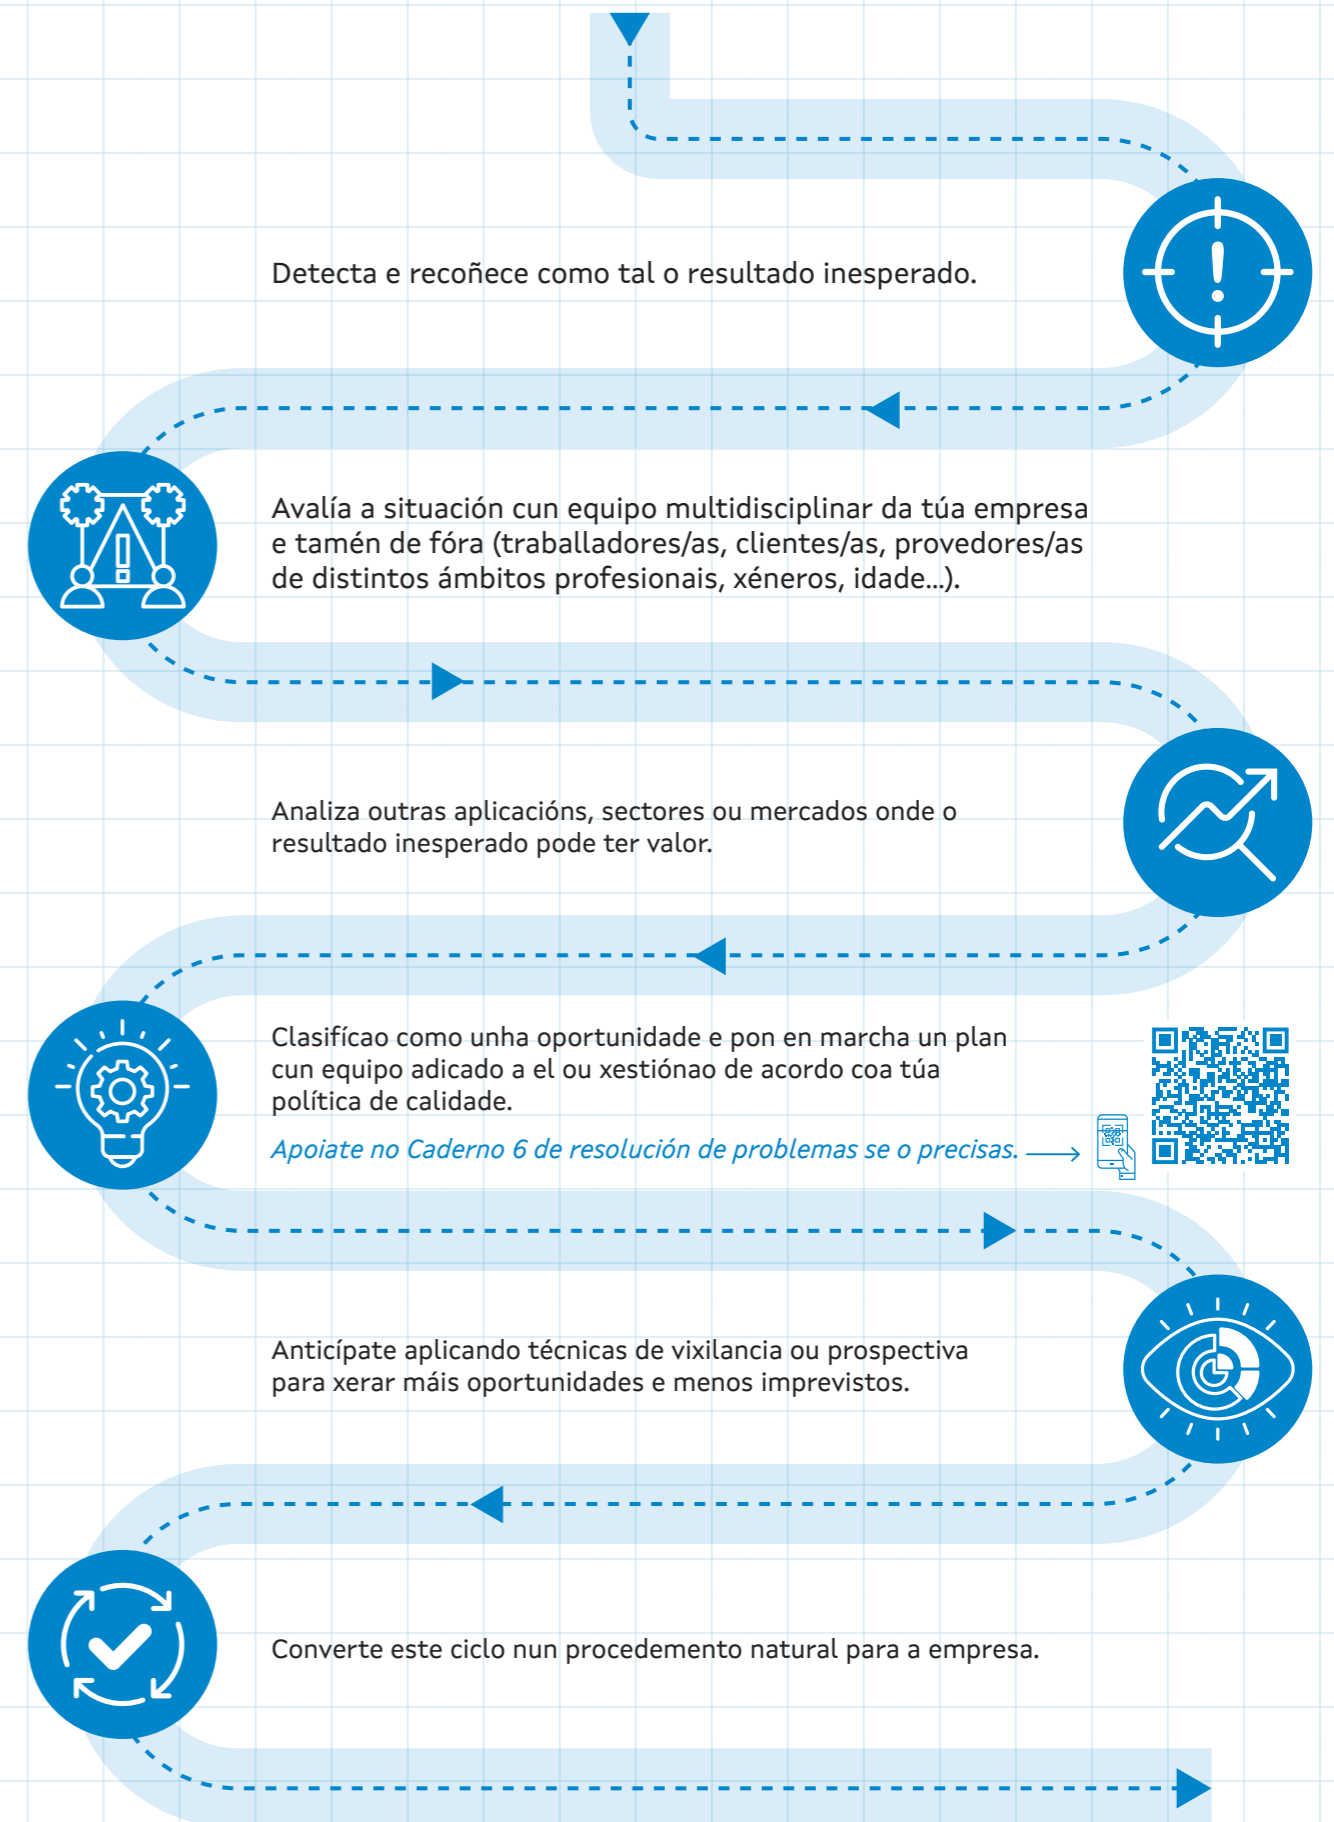 Detecta e recoñece como tal o resultado inesperado.
Avalía a situación cun equipo multidisciplinar da túa empresa
e tamén de fóra (traballadores/as, clientes/as, provedores/as
de distintos ámbitos profesionais, xéneros, idade...).
Analiza outras aplicacións, sectores ou mercados onde o
resultado inesperado pode ter valor.
Clasifícao como unha oportunidade e pon en marcha un plan
cun equipo adicado a el ou xestiónao de acordo coa túa
política de calidade.
Apoiate no Caderno 6 de resolución de problemas se o precisas.
Anticípate aplicando técnicas de vixilancia ou prospectiva
para xerar máis oportunidades e menos imprevistos.
Converte este ciclo nun procedemento natural para a empresa.